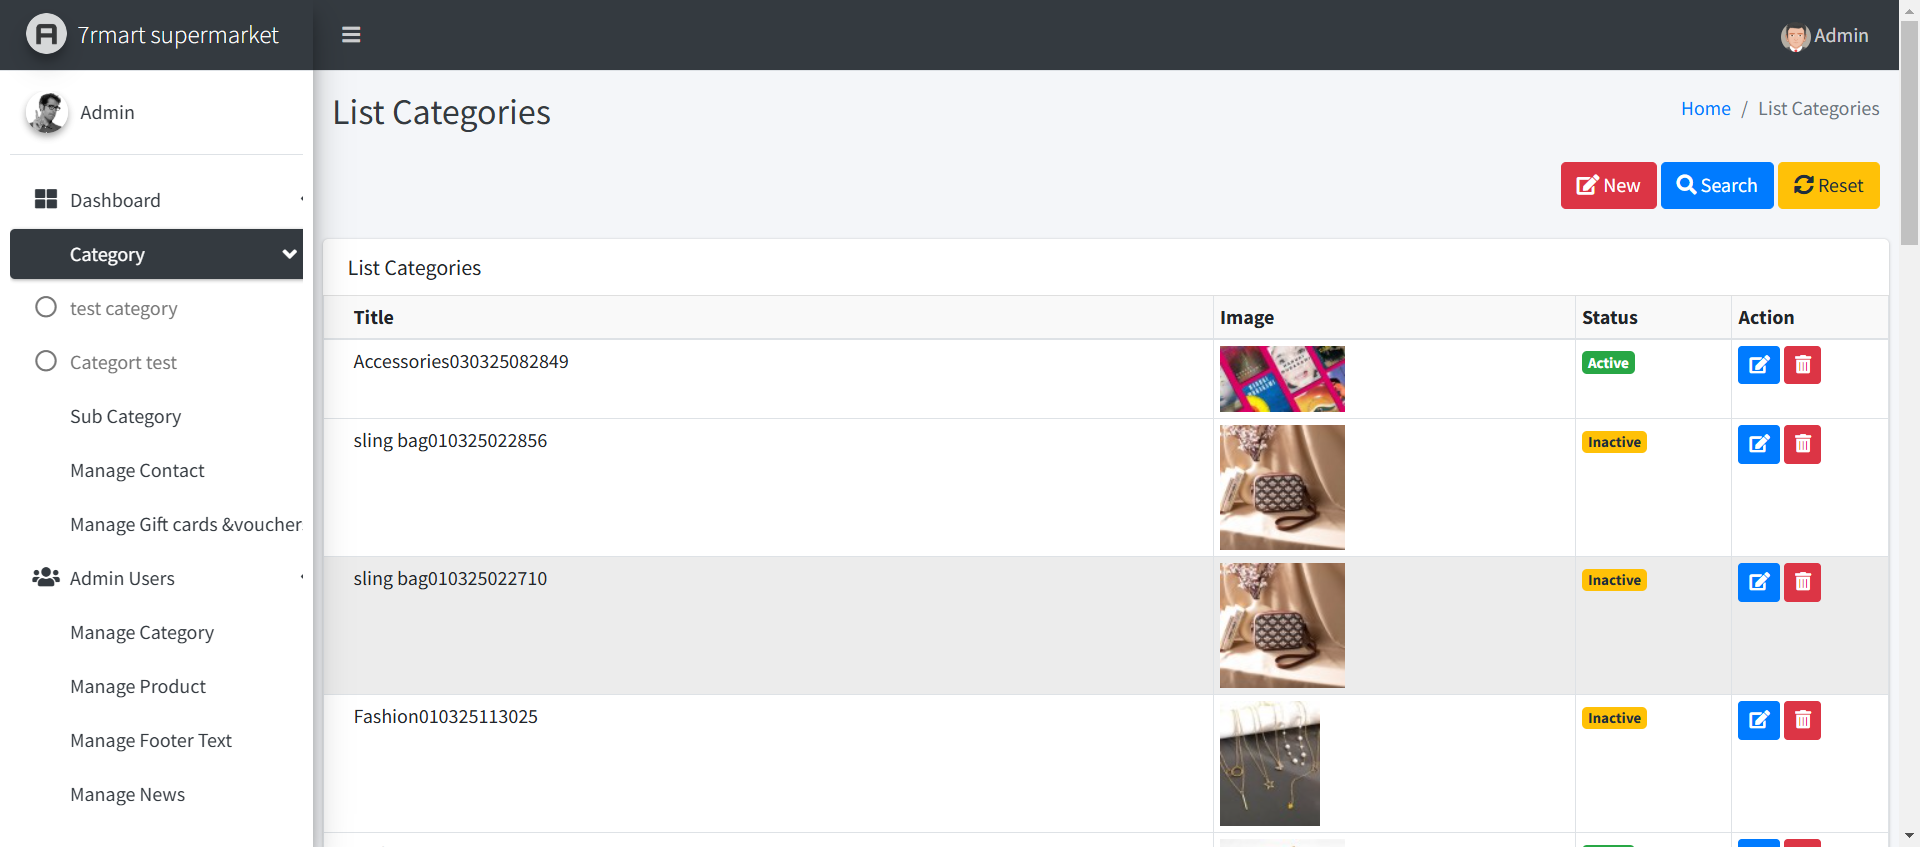 7rmart supermarket
Admin
Admin
List Categories
Home / List Categories
New
Search
Reset
Dashboard
Category
test category
Categort test
Sub Category
Manage Contact
Manage Gift cards &voucher
Admin Users
Manage Category
Manage Product
Manage Footer Text
Manage News
List Categories
Title Image Status Action
Accessories030325082849 Active
sling bag010325022856 Inactive
sling bag010325022710 Inactive
Fashion010325113025 Inactive